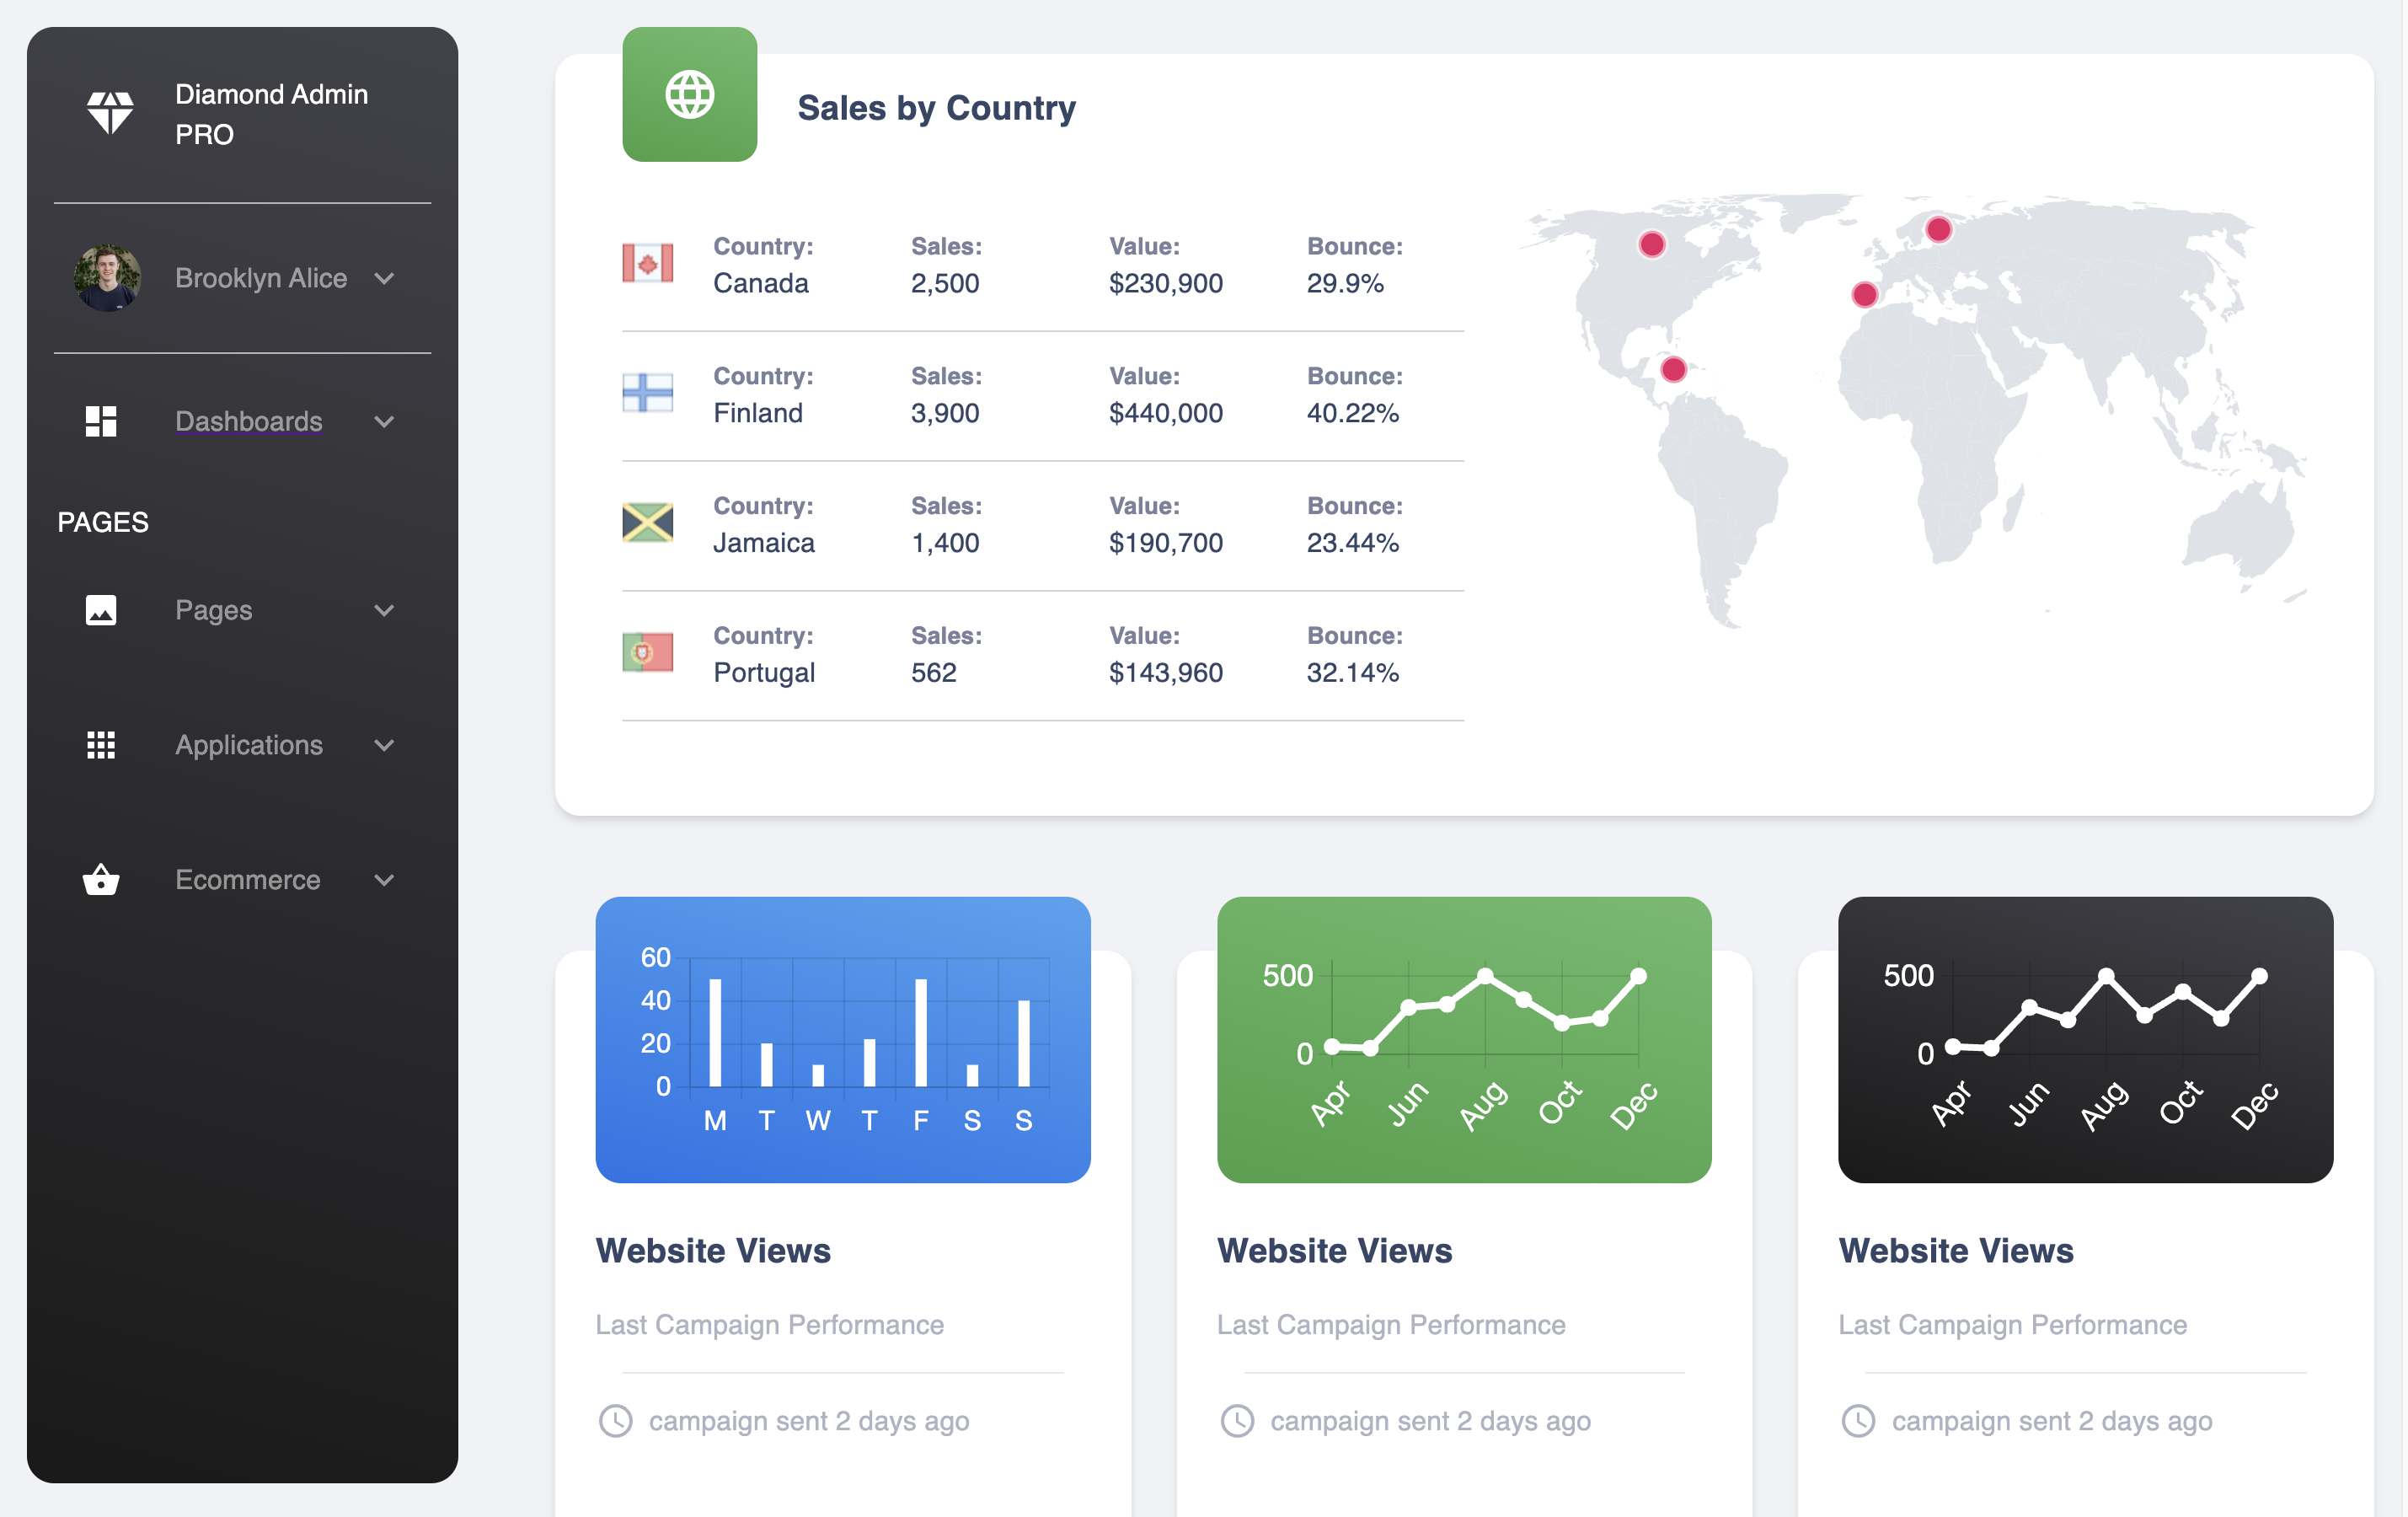 Diamond Admin
PRO
Brooklyn Alice
Dashboards
PAGES
Pages
Applications
Ecommerce
Sales by Country
Country: Sales: Value: Bounce:
Canada 2,500 $230,900 29.9%
Country: Sales: Value: Bounce:
Finland 3,900 $440,000 40.22%
Country: Sales: Value: Bounce:
Jamaica 1,400 $190,700 23.44%
Country: Sales: Value: Bounce:
Portugal 562 $143,960 32.14%
60
40
20
0
M T W T F S S
Website Views
Last Campaign Performance
campaign sent 2 days ago
500
0
Apr Jun Aug Oct Dec
Website Views
Last Campaign Performance
campaign sent 2 days ago
500
0
Apr Jun Aug Oct Dec
Website Views
Last Campaign Performance
campaign sent 2 days ago